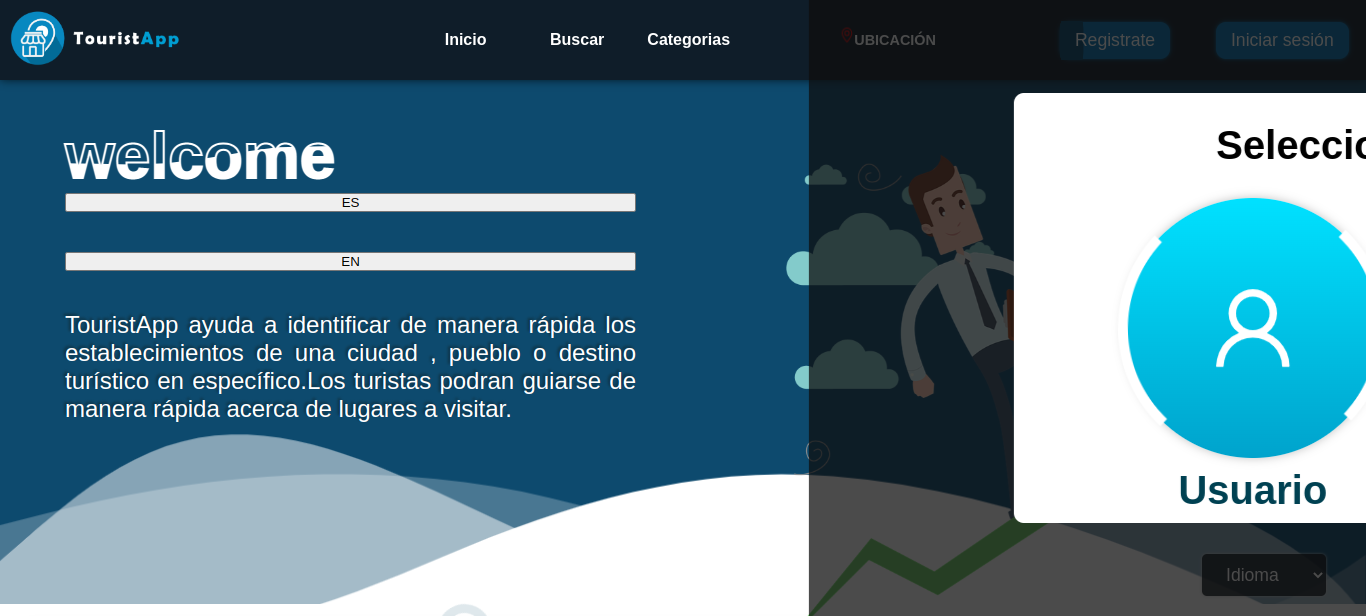 TouristApp
Inicio
Buscar
Categorias
UBICACIÓN
Registrate
Iniciar sesión
welcome
ES
EN
TouristApp ayuda a identificar de manera rápida los
establecimientos de una ciudad , pueblo o destino
turístico en específico.Los turistas podran guiarse de
manera rápida acerca de lugares a visitar.
Seleccio
Usuario
Idioma